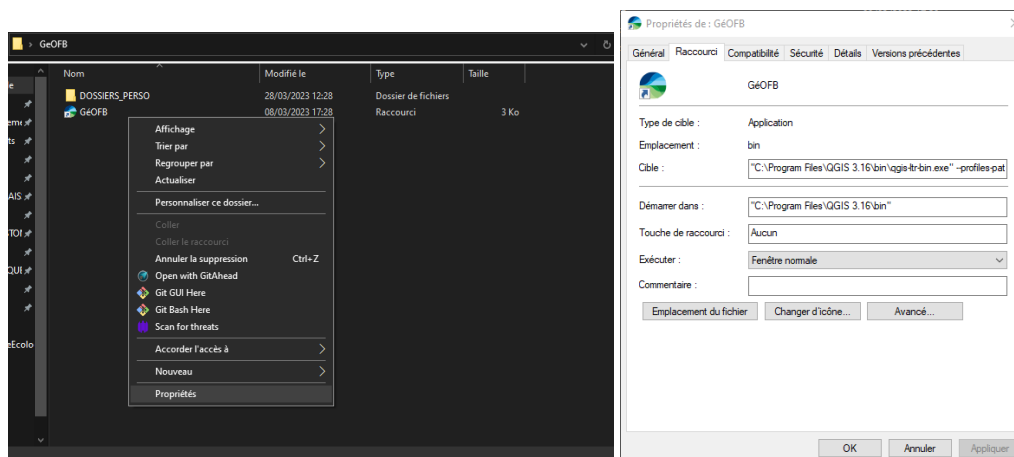 GeOFB
Nom Modifié le Type Taille
DOSSIERS_PERSO 28/03/2023 12:28 Dossier de fichiers
GéOFB 08/03/2023 17:28 Raccourci 3 Ko
Affichage
Trier par
Regrouper par
Actualiser
Personnaliser ce dossier...
Coller
Coller le raccourci
Annuler la suppression Ctrl+Z
Open with GitAhead
Git GUI Here
Git Bash Here
Scan for threats
Accorder l'accès à
Nouveau
Propriétés
Propriétés de : GéOFB
Général Raccourci Compatibilité Sécurité Détails Versions précédentes
GéOFB
Type de cible : Application
Emplacement : bin
Cible : "C:\Program Files\QGIS 3.16\bin\qgis-ltr-bin.exe" --profiles-pat
Démarrer dans : "C:\Program Files\QGIS 3.16\bin"
Touche de raccourci : Aucun
Exécuter : Fenêtre normale
Commentaire :
Emplacement du fichier Changer d'icône... Avancé...
OK Annuler Appliquer